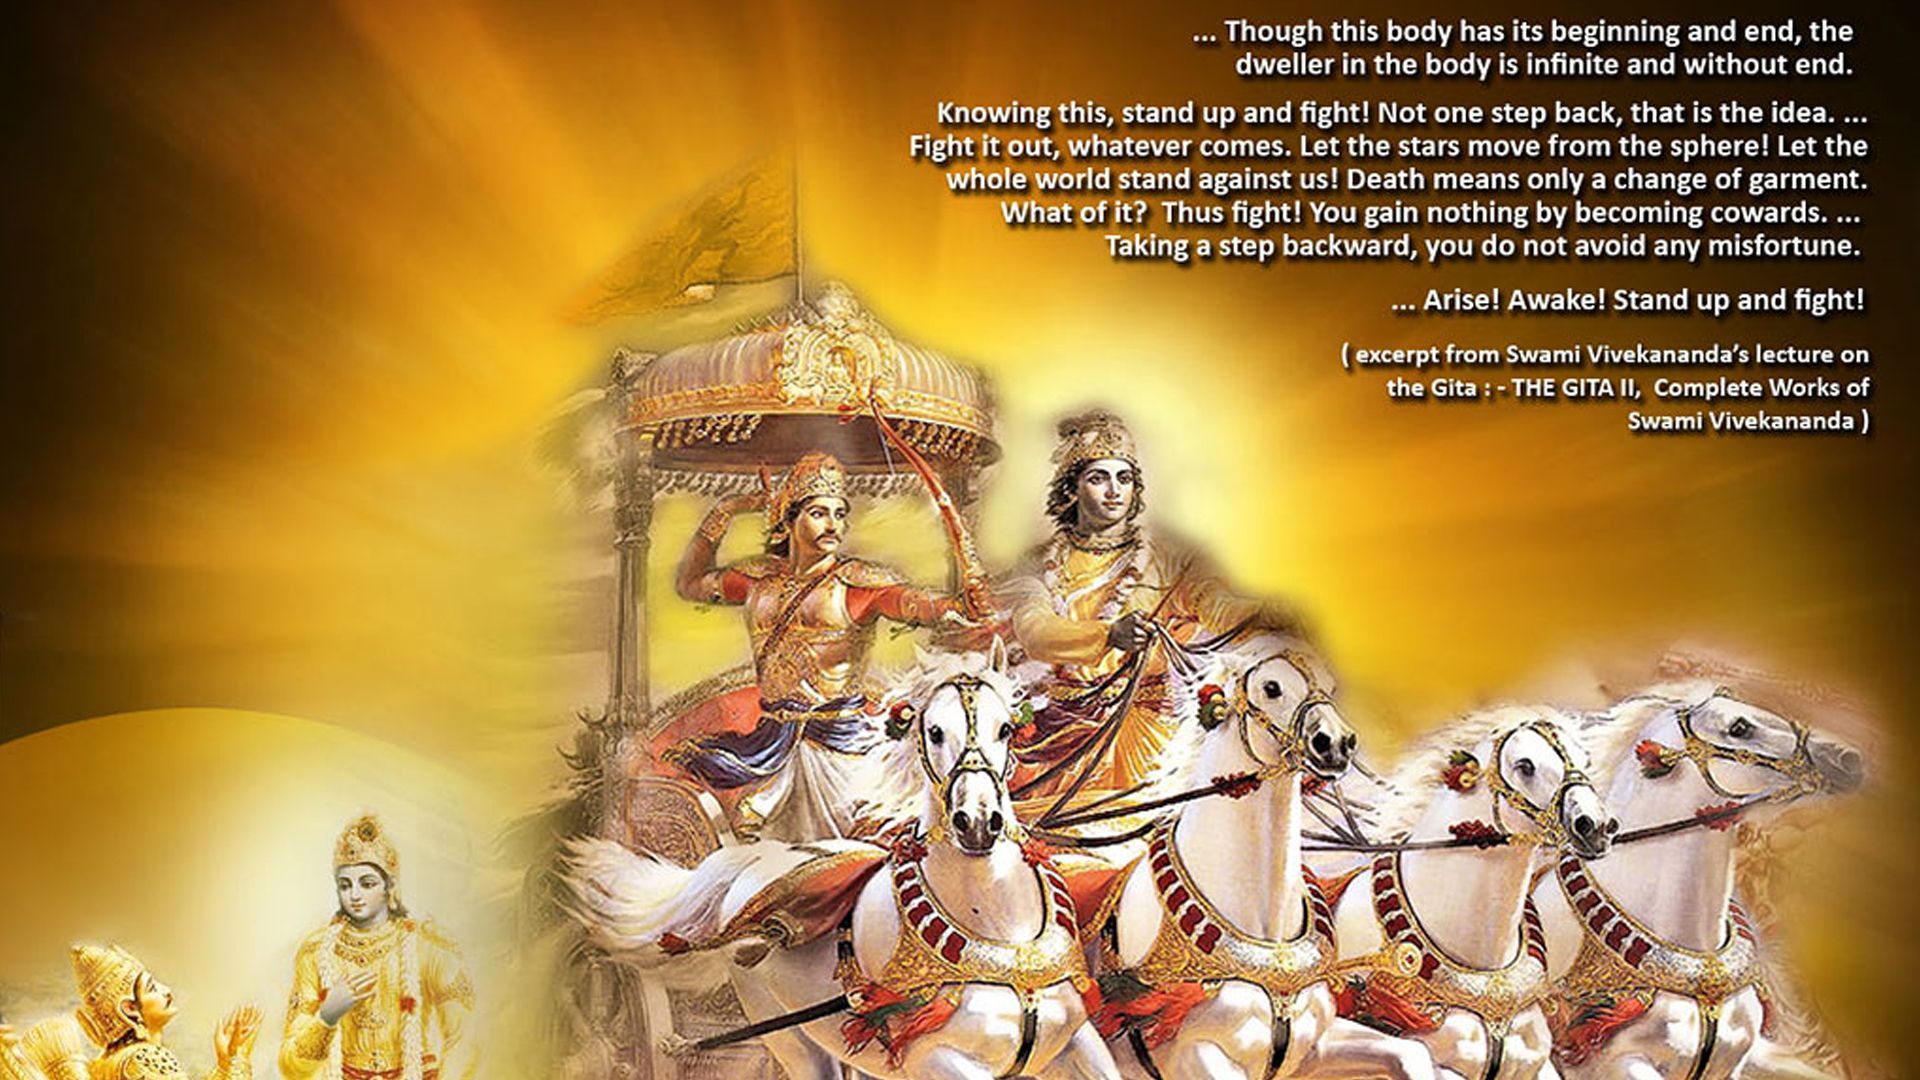 ... Though this body has its beginning and end, the
dweller in the body is infinite and without end.
Knowing this, stand up and fight! Not one step back, that is the idea. ...
Fight it out, whatever comes. Let the stars move from the sphere! Let the
whole world stand against us! Death means only a change of garment.
What of it? Thus fight! You gain nothing by becoming cowards. ...
Taking a step backward, you do not avoid any misfortune.
... Arise! Awake! Stand up and fight!
( excerpt from Swami Vivekananda's lecture on
the Gita : - THE GITA II, Complete Works of
Swami Vivekananda )